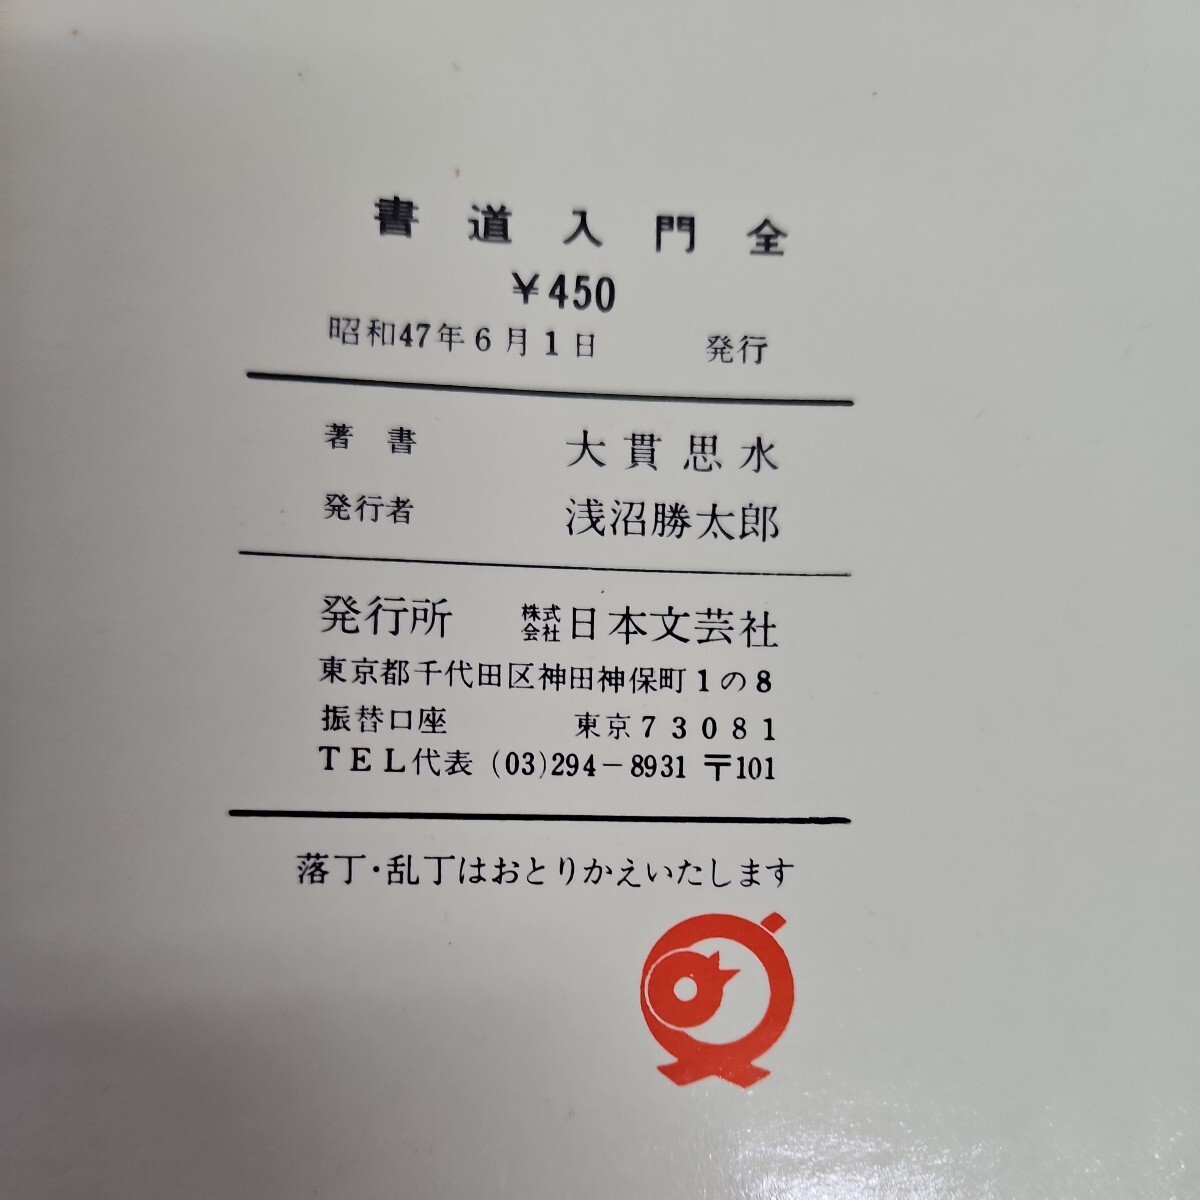 書道入門全
¥450
昭和47年6月1日 発行
著書 大貫思水
発行者 浅沼勝太郎
発行所 株式会社日本文芸社
東京都千代田区神田神保町1の8
振替口座 東京73081
TEL代表 (03)294-8931 〒101
落丁・乱丁はおとりかえいたします